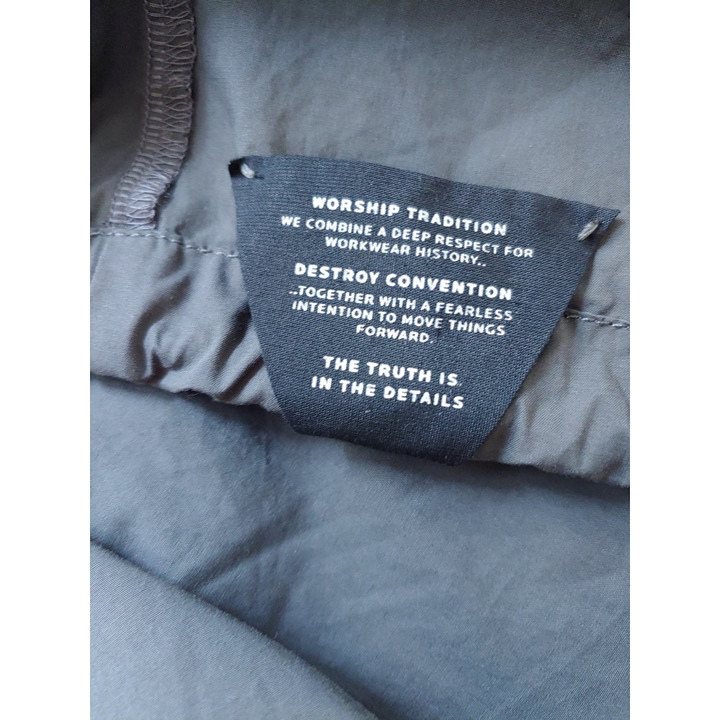 WORSHIP TRADITION
WE COMBINE A DEEP RESPECT FOR
WORKWEAR HISTORY..
DESTROY CONVENTION
..TOGETHER WITH A FEARLESS
INTENTION TO MOVE THINGS
FORWARD.
THE TRUTH IS
IN THE DETAILS